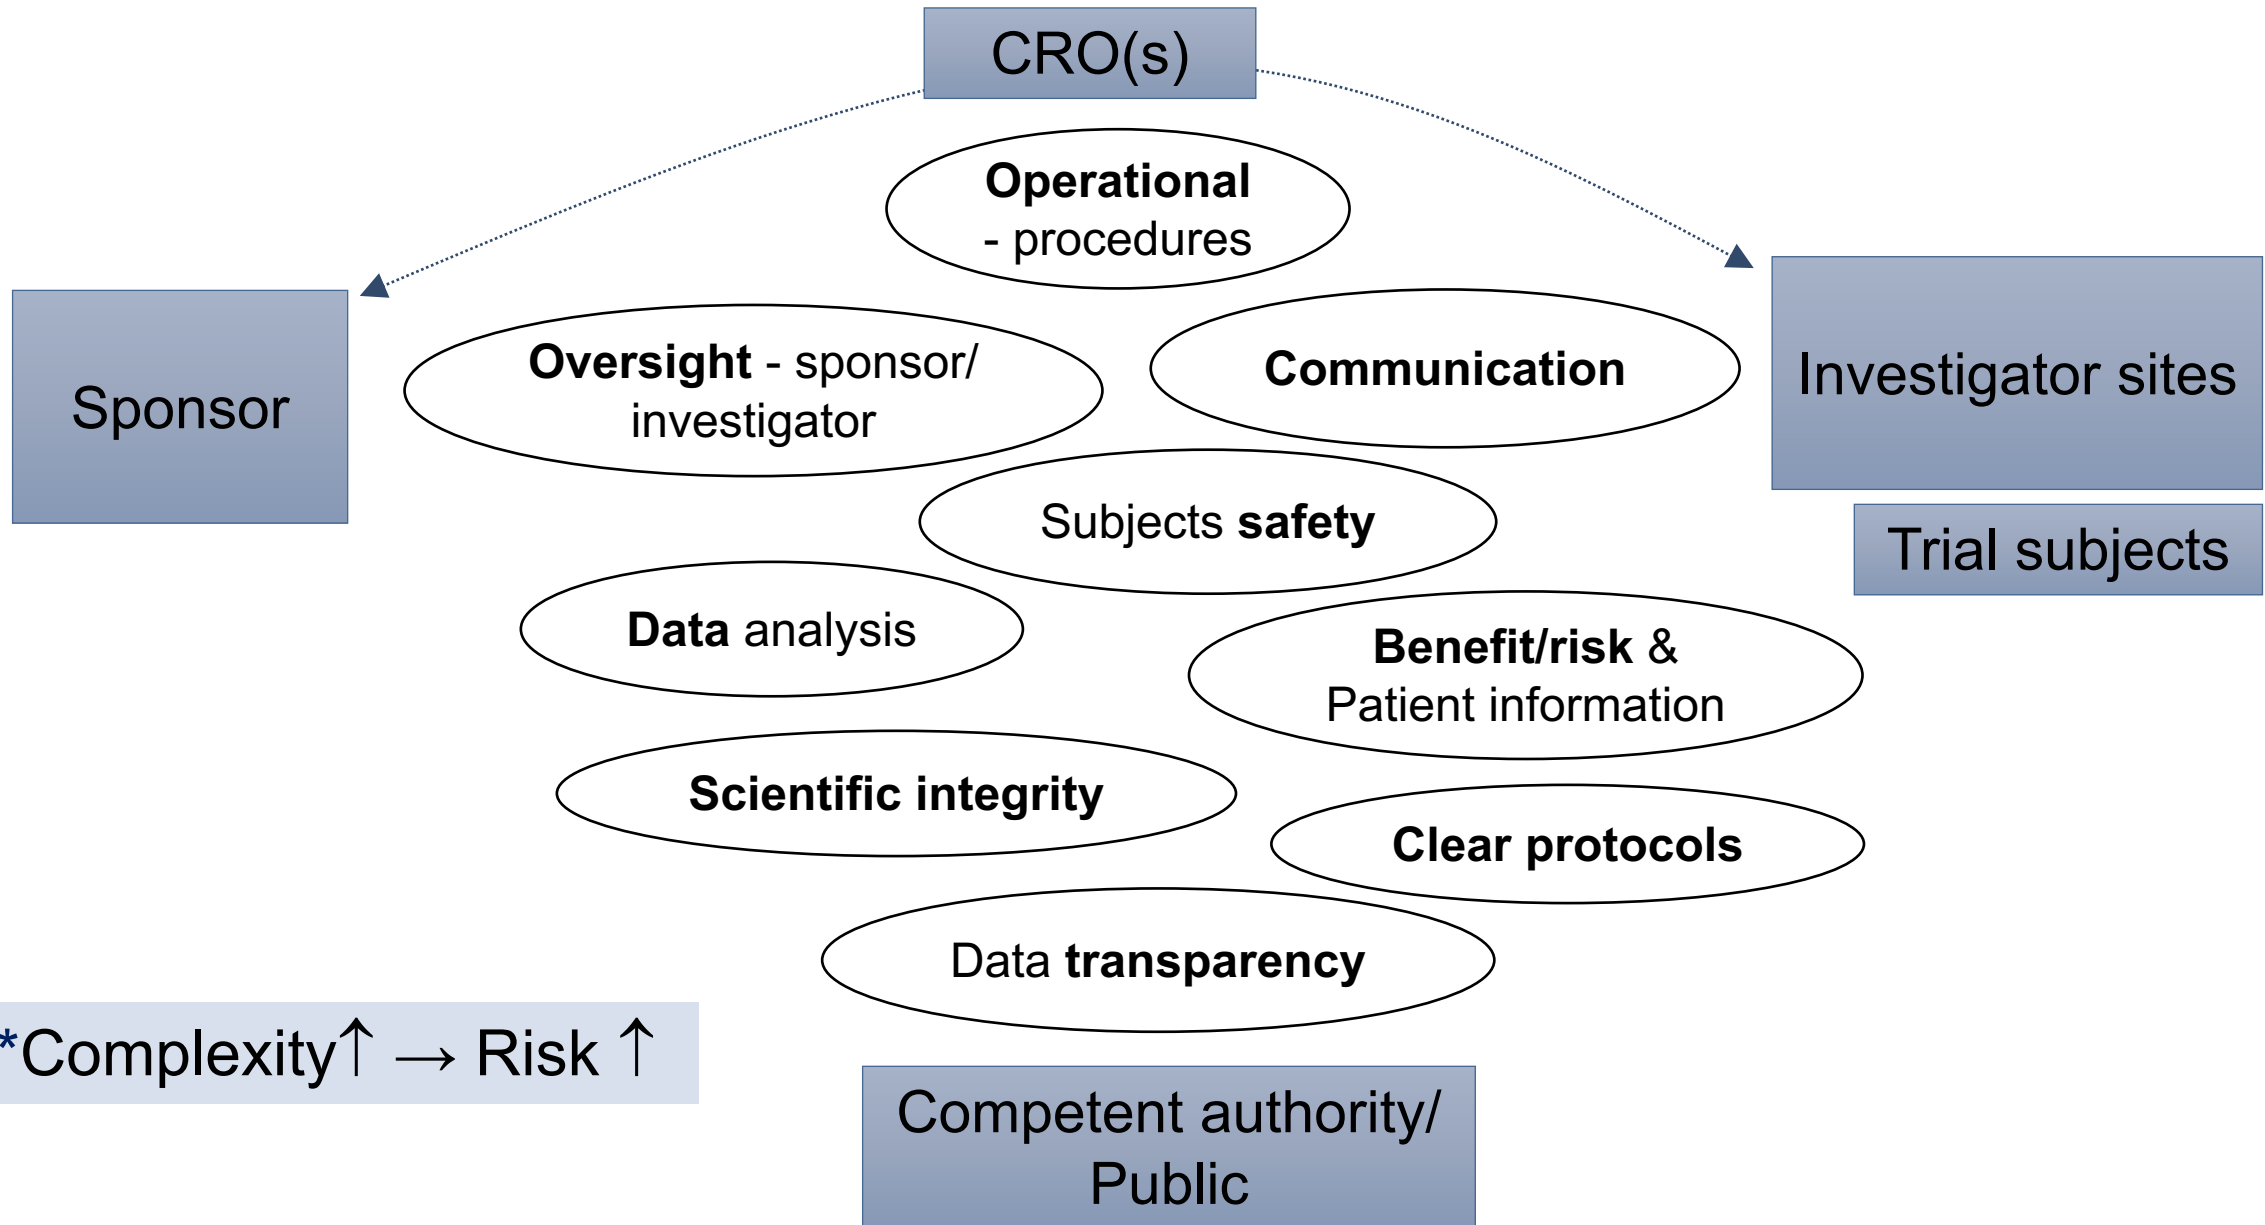 CRO(s)
Operational
- procedures
Sponsor
Oversight - sponsor/
investigator
Communication
Investigator sites
Subjects safety
Trial subjects
Data analysis
Benefit/risk &
Patient information
Scientific integrity
Clear protocols
Data transparency
*Complexity↑ → Risk ↑
Competent authority/
Public